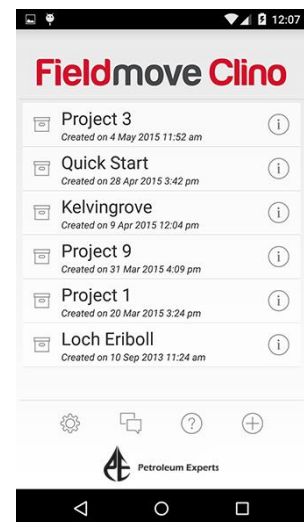 12:07
Fieldmove Clino
Project 3
Created on 4 May 2015 11:52 am
Quick Start
Created on 28 Apr 2015 3:42 pm
Kelvingrove
Created on 9 Apr 2015 12:04 pm
Project 9
Created on 31 Mar 2015 4:09 pm
Project 1
Created on 20 Mar 2015 3:24 pm
Loch Eriboll
Created on 10 Sep 2013 11:24 am
Petroleum Experts